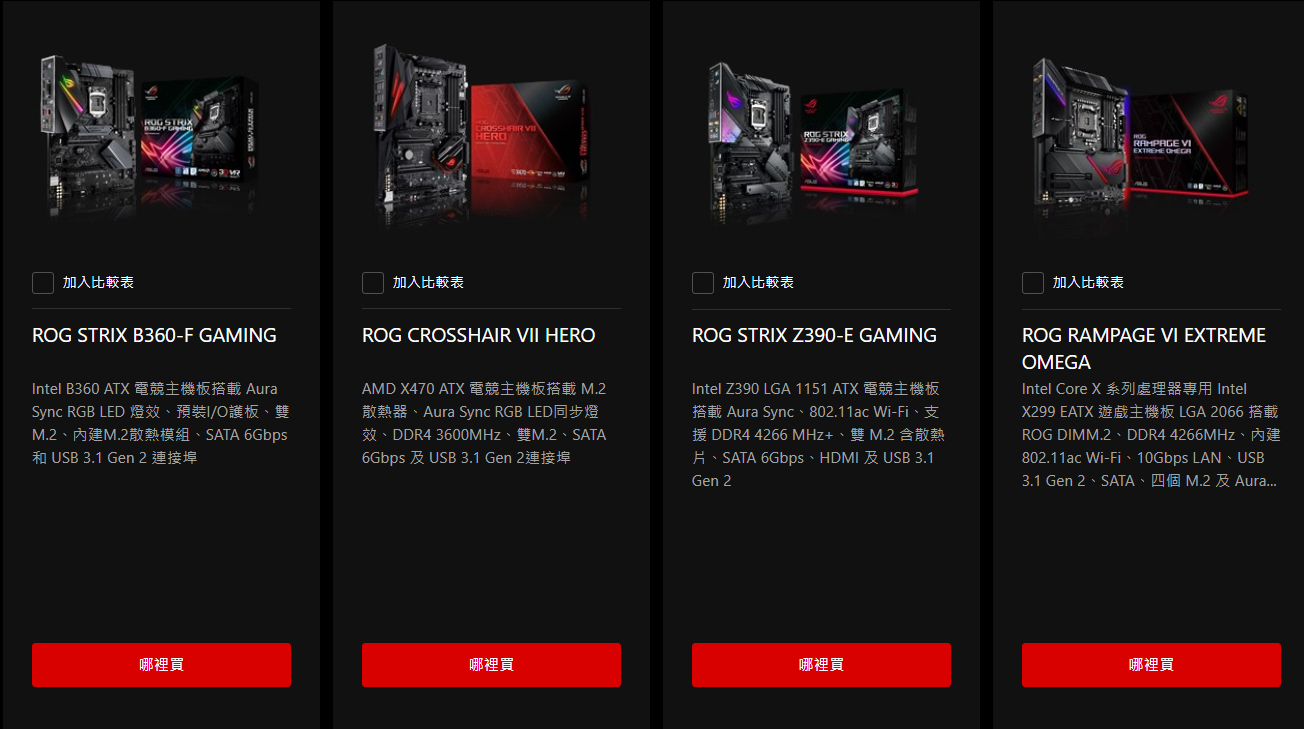 ROG STRIX
B360-F GAMING
ROG
CROSSHAIR VII
HERO
ROG STRIX
Z390-E GAMING
ROG
RAMPAGE VI
EXTREME OMEGA
加入比較表
ROG STRIX B360-F GAMING
Intel B360 ATX 電競主機板搭載 Aura
Sync RGB LED 燈效、預裝I/O護板、雙
M.2、內建M.2散熱模組、SATA 6Gbps
和 USB 3.1 Gen 2 連接埠
哪裡買
加入比較表
ROG CROSSHAIR VII HERO
AMD X470 ATX 電競主機板搭載 M.2
散熱器、Aura Sync RGB LED同步燈
效、DDR4 3600MHz、雙M.2、SATA
6Gbps 及 USB 3.1 Gen 2連接埠
哪裡買
加入比較表
ROG STRIX Z390-E GAMING
Intel Z390 LGA 1151 ATX 電競主機板
搭載 Aura Sync、802.11ac Wi-Fi、支
援 DDR4 4266 MHz+、雙 M.2 含散熱
片、SATA 6Gbps、HDMI 及 USB 3.1
Gen 2
哪裡買
加入比較表
ROG RAMPAGE VI EXTREME
OMEGA
Intel Core X 系列處理器專用 Intel
X299 EATX 遊戲主機板 LGA 2066 搭載
ROG DIMM.2、DDR4 4266MHz、內建
802.11ac Wi-Fi、10Gbps LAN、USB
3.1 Gen 2、SATA、四個 M.2 及 Aura...
哪裡買